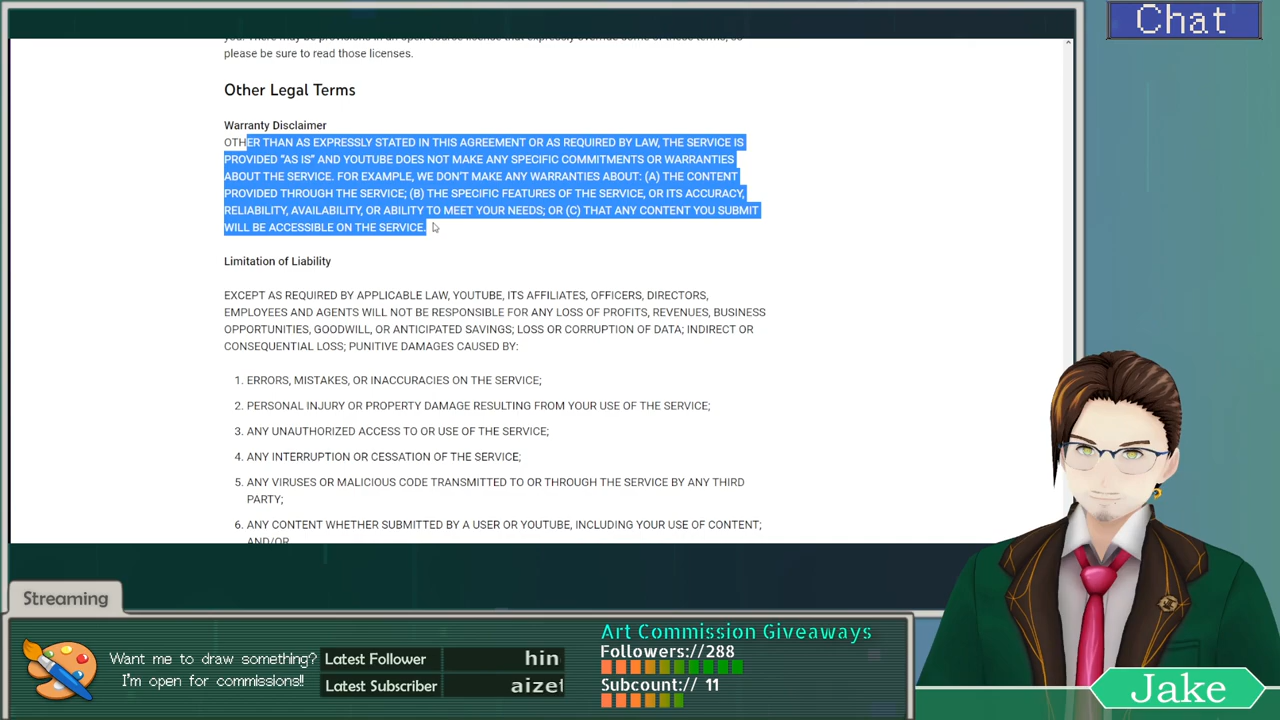 Chat
please be sure to read those licenses.
Other Legal Terms
Warranty Disclaimer
OTHER THAN AS EXPRESSLY STATED IN THIS AGREEMENT OR AS REQUIRED BY LAW, THE SERVICE IS
PROVIDED “AS IS” AND YOUTUBE DOES NOT MAKE ANY SPECIFIC COMMITMENTS OR WARRANTIES
ABOUT THE SERVICE. FOR EXAMPLE, WE DON’T MAKE ANY WARRANTIES ABOUT: (A) THE CONTENT
PROVIDED THROUGH THE SERVICE; (B) THE SPECIFIC FEATURES OF THE SERVICE, OR ITS ACCURACY,
RELIABILITY, AVAILABILITY, OR ABILITY TO MEET YOUR NEEDS; OR (C) THAT ANY CONTENT YOU SUBMIT
WILL BE ACCESSIBLE ON THE SERVICE.
Limitation of Liability
EXCEPT AS REQUIRED BY APPLICABLE LAW, YOUTUBE, ITS AFFILIATES, OFFICERS, DIRECTORS,
EMPLOYEES AND AGENTS WILL NOT BE RESPONSIBLE FOR ANY LOSS OF PROFITS, REVENUES, BUSINESS
OPPORTUNITIES, GOODWILL, OR ANTICIPATED SAVINGS; LOSS OR CORRUPTION OF DATA; INDIRECT OR
CONSEQUENTIAL LOSS; PUNITIVE DAMAGES CAUSED BY:
1. ERRORS, MISTAKES, OR INACCURACIES ON THE SERVICE;
2. PERSONAL INJURY OR PROPERTY DAMAGE RESULTING FROM YOUR USE OF THE SERVICE;
3. ANY UNAUTHORIZED ACCESS TO OR USE OF THE SERVICE;
4. ANY INTERRUPTION OR CESSATION OF THE SERVICE;
5. ANY VIRUSES OR MALICIOUS CODE TRANSMITTED TO OR THROUGH THE SERVICE BY ANY THIRD
PARTY;
6. ANY CONTENT WHETHER SUBMITTED BY A USER OR YOUTUBE, INCLUDING YOUR USE OF CONTENT;
AND/OR
Streaming
Want me to draw something?
I'm open for commissions!!
Latest Follower
hin
Latest Subscriber
Art Commission Giveaways
Followers://288
Subcount:// 11
Jake